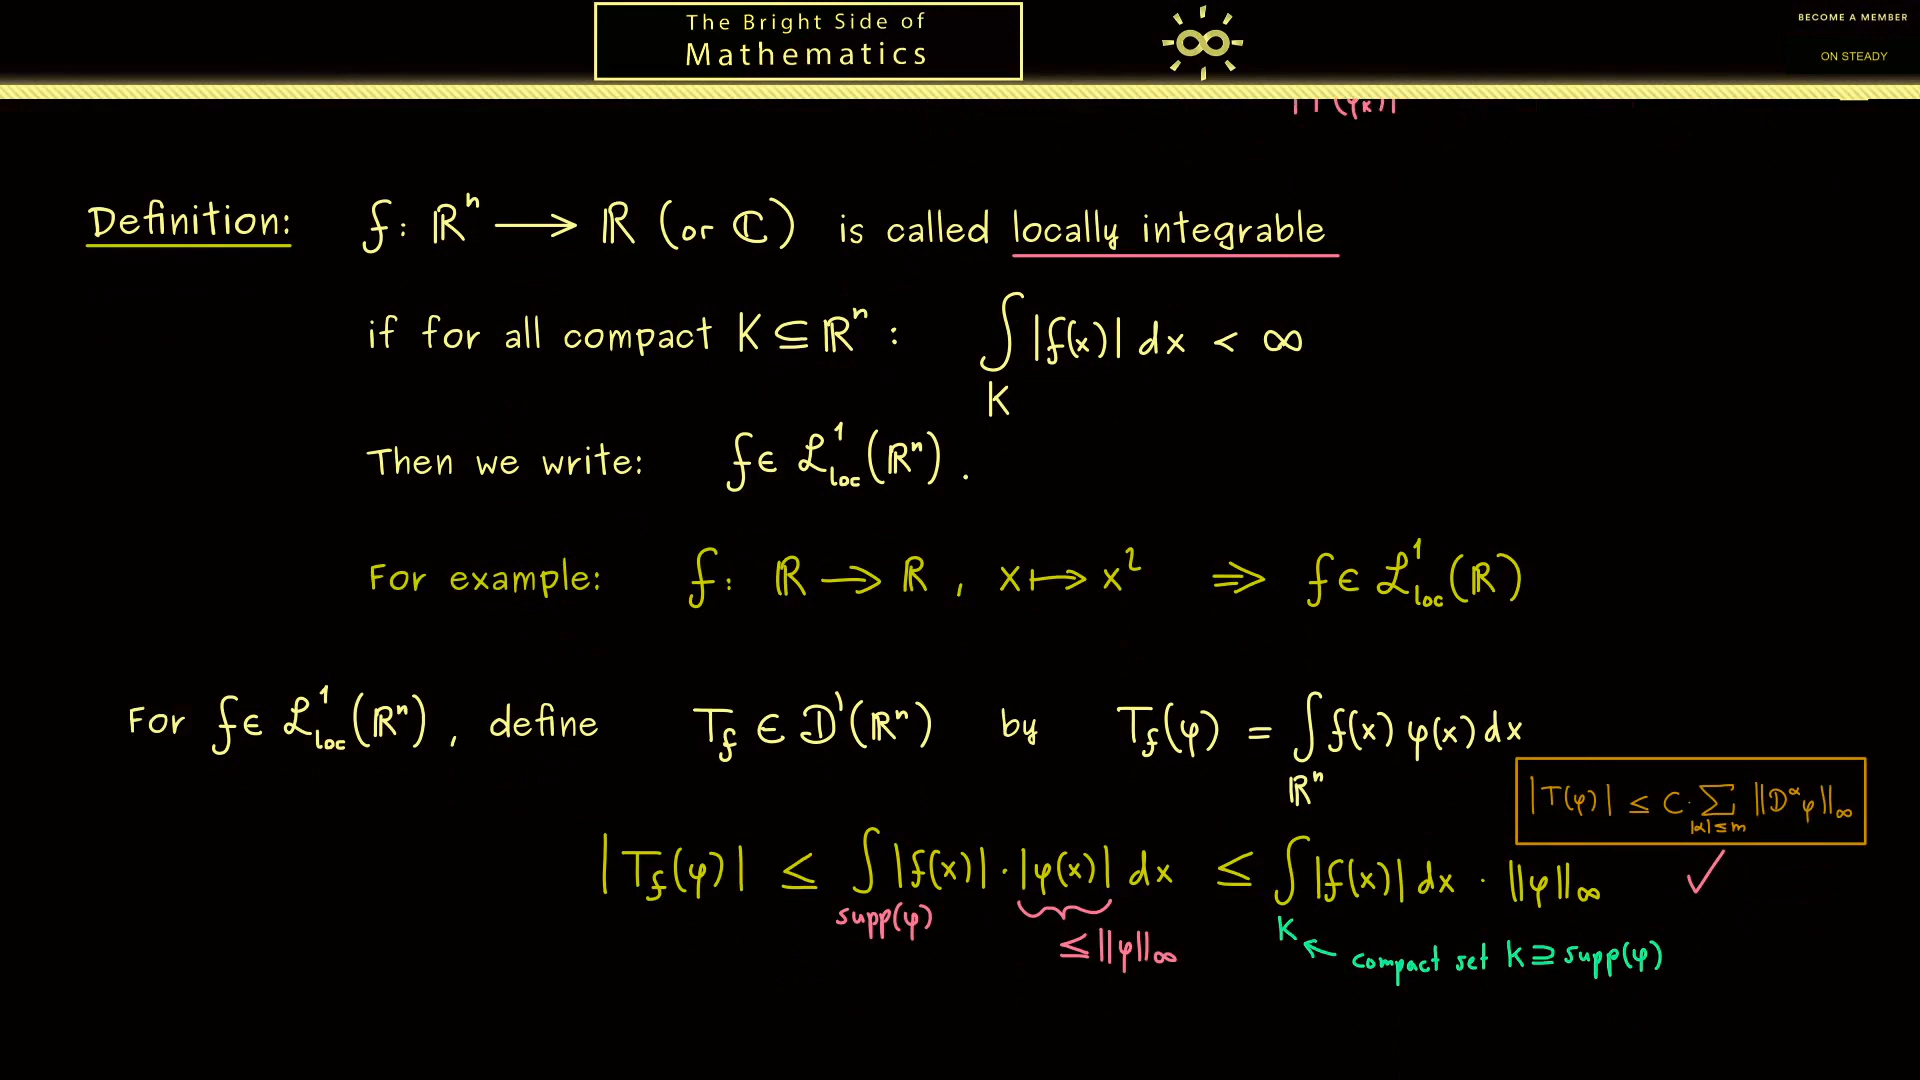 The Bright Side of
Mathematics
BECOME A MEMBER
ON STEADY
Definition: f: ℝⁿ ⟶ ℝ (or ℂ) is called locally integrable
if for all compact K ⊆ ℝⁿ : ∫_K |f(x)| dx < ∞
Then we write: f ∈ ℒ¹_loc(ℝⁿ) .
For example: f: ℝ ⟶ ℝ , x ↦ x² ⇒ f ∈ ℒ¹_loc(ℝ)
For f ∈ ℒ¹_loc(ℝⁿ) , define T_f ∈ 𝒟'(ℝⁿ) by T_f(φ) = ∫_ℝⁿ f(x) φ(x) dx
|T(φ)| ≤ C · ∑_{|α|≤m} ‖D^α φ‖_∞
|T_f(φ)| ≤ ∫_{supp(φ)} |f(x)| · |φ(x)| dx ≤ ∫_K |f(x)| dx · ‖φ‖_∞ ✓
≤ ‖φ‖_∞
compact set K ⊇ supp(φ)